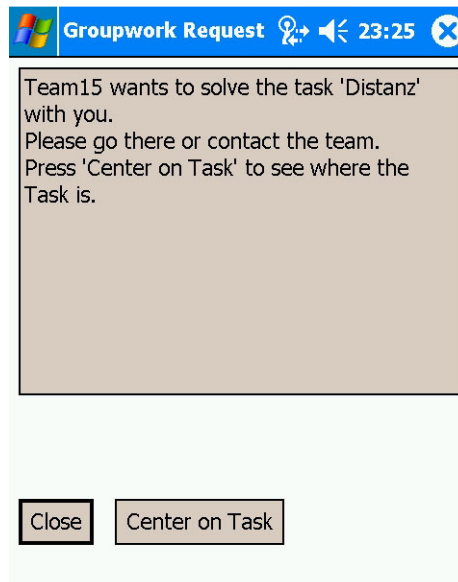 Groupwork Request 23:25
Team15 wants to solve the task 'Distanz'
with you.
Please go there or contact the team.
Press 'Center on Task' to see where the
Task is.
Close Center on Task